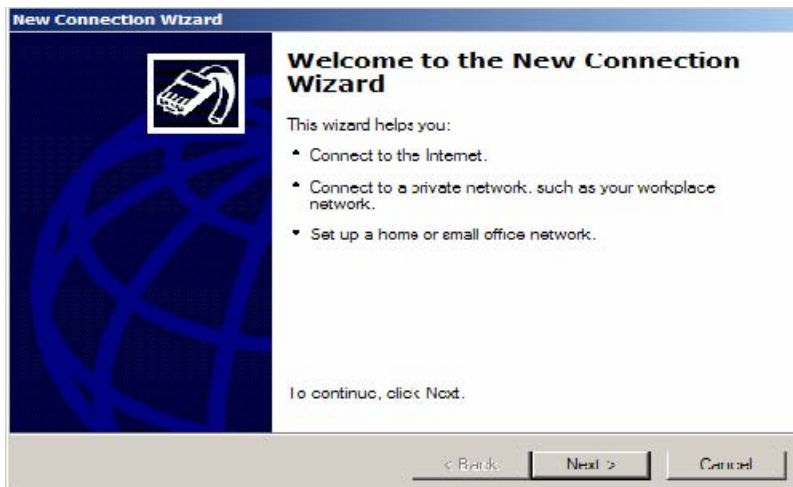 New Connection Wizard
Welcome to the New Connection
Wizard
This wizard helps you:
• Connect to the Internet.
• Connect to a private network, such as your workplace
network.
• Set up a home or small office network.
To continue, click Next.
< Back
Next >
Cancel